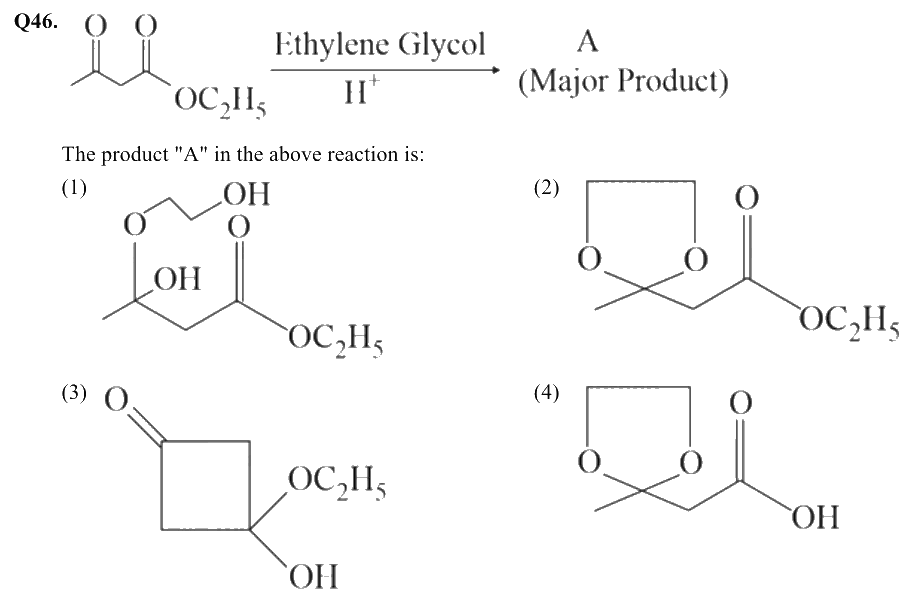 Q46.
O O
OC₂H₅
Ethylene Glycol
H⁺
A
(Major Product)
The product "A" in the above reaction is:
(1)
OH
O
O
OH
OC₂H₅
(2)
O
O
O
OC₂H₅
(3)
O
OC₂H₅
OH
(4)
O
O
O
OH